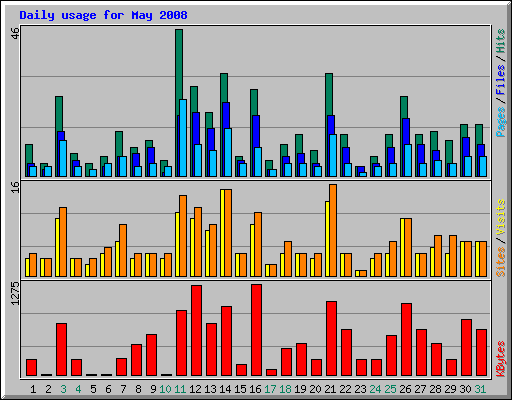 Daily usage for May 2008
46
Pages / Files / Hits
16
Sites / Visits
1275
KBytes
1 2 3 4 5 6 7 8 9 10 11 12 13 14 15 16 17 18 19 20 21 22 23 24 25 26 27 28 29 30 31